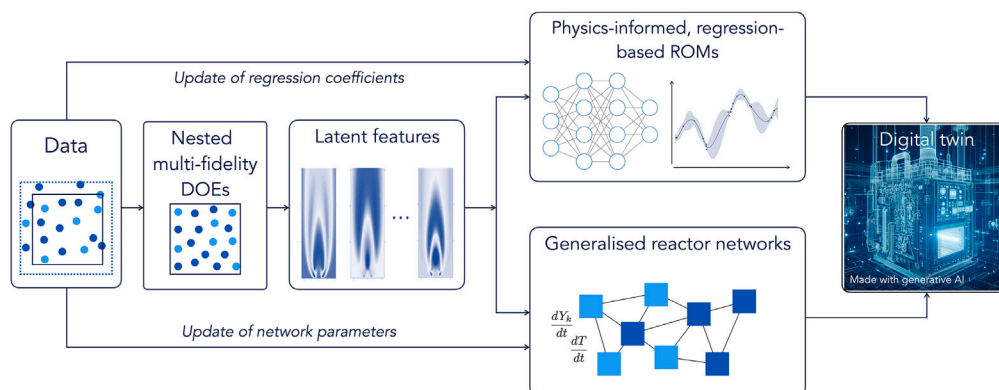 Physics-informed, regression-
based ROMs
Update of regression coefficients
Data
Nested
multi-fidelity
DOEs
Latent features
...
Digital twin
Made with generative AI
Generalised reactor networks
dY_k
dt
dT
dt
Update of network parameters